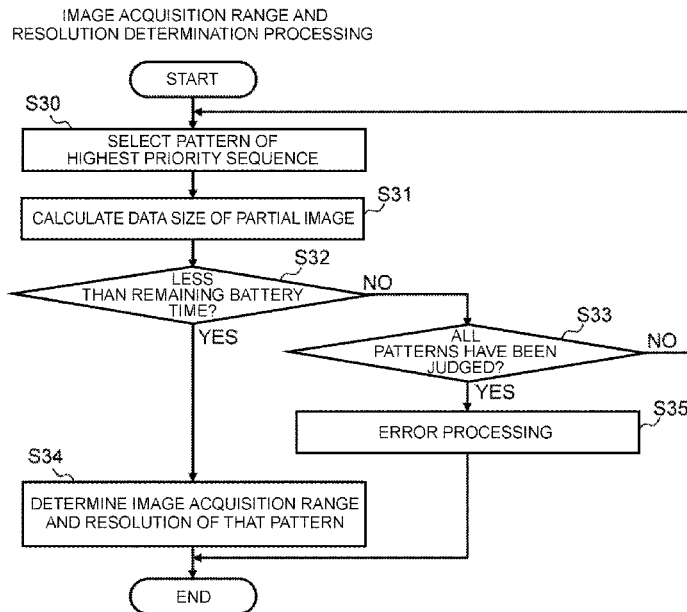 IMAGE ACQUISITION RANGE AND
RESOLUTION DETERMINATION PROCESSING
START
S30
SELECT PATTERN OF
HIGHEST PRIORITY SEQUENCE
S31
CALCULATE DATA SIZE OF PARTIAL IMAGE
S32
LESS
THAN REMAINING BATTERY
TIME?
NO
YES
S33
ALL
PATTERNS HAVE BEEN
JUDGED?
NO
YES
S35
ERROR PROCESSING
S34
DETERMINE IMAGE ACQUISITION RANGE
AND RESOLUTION OF THAT PATTERN
END